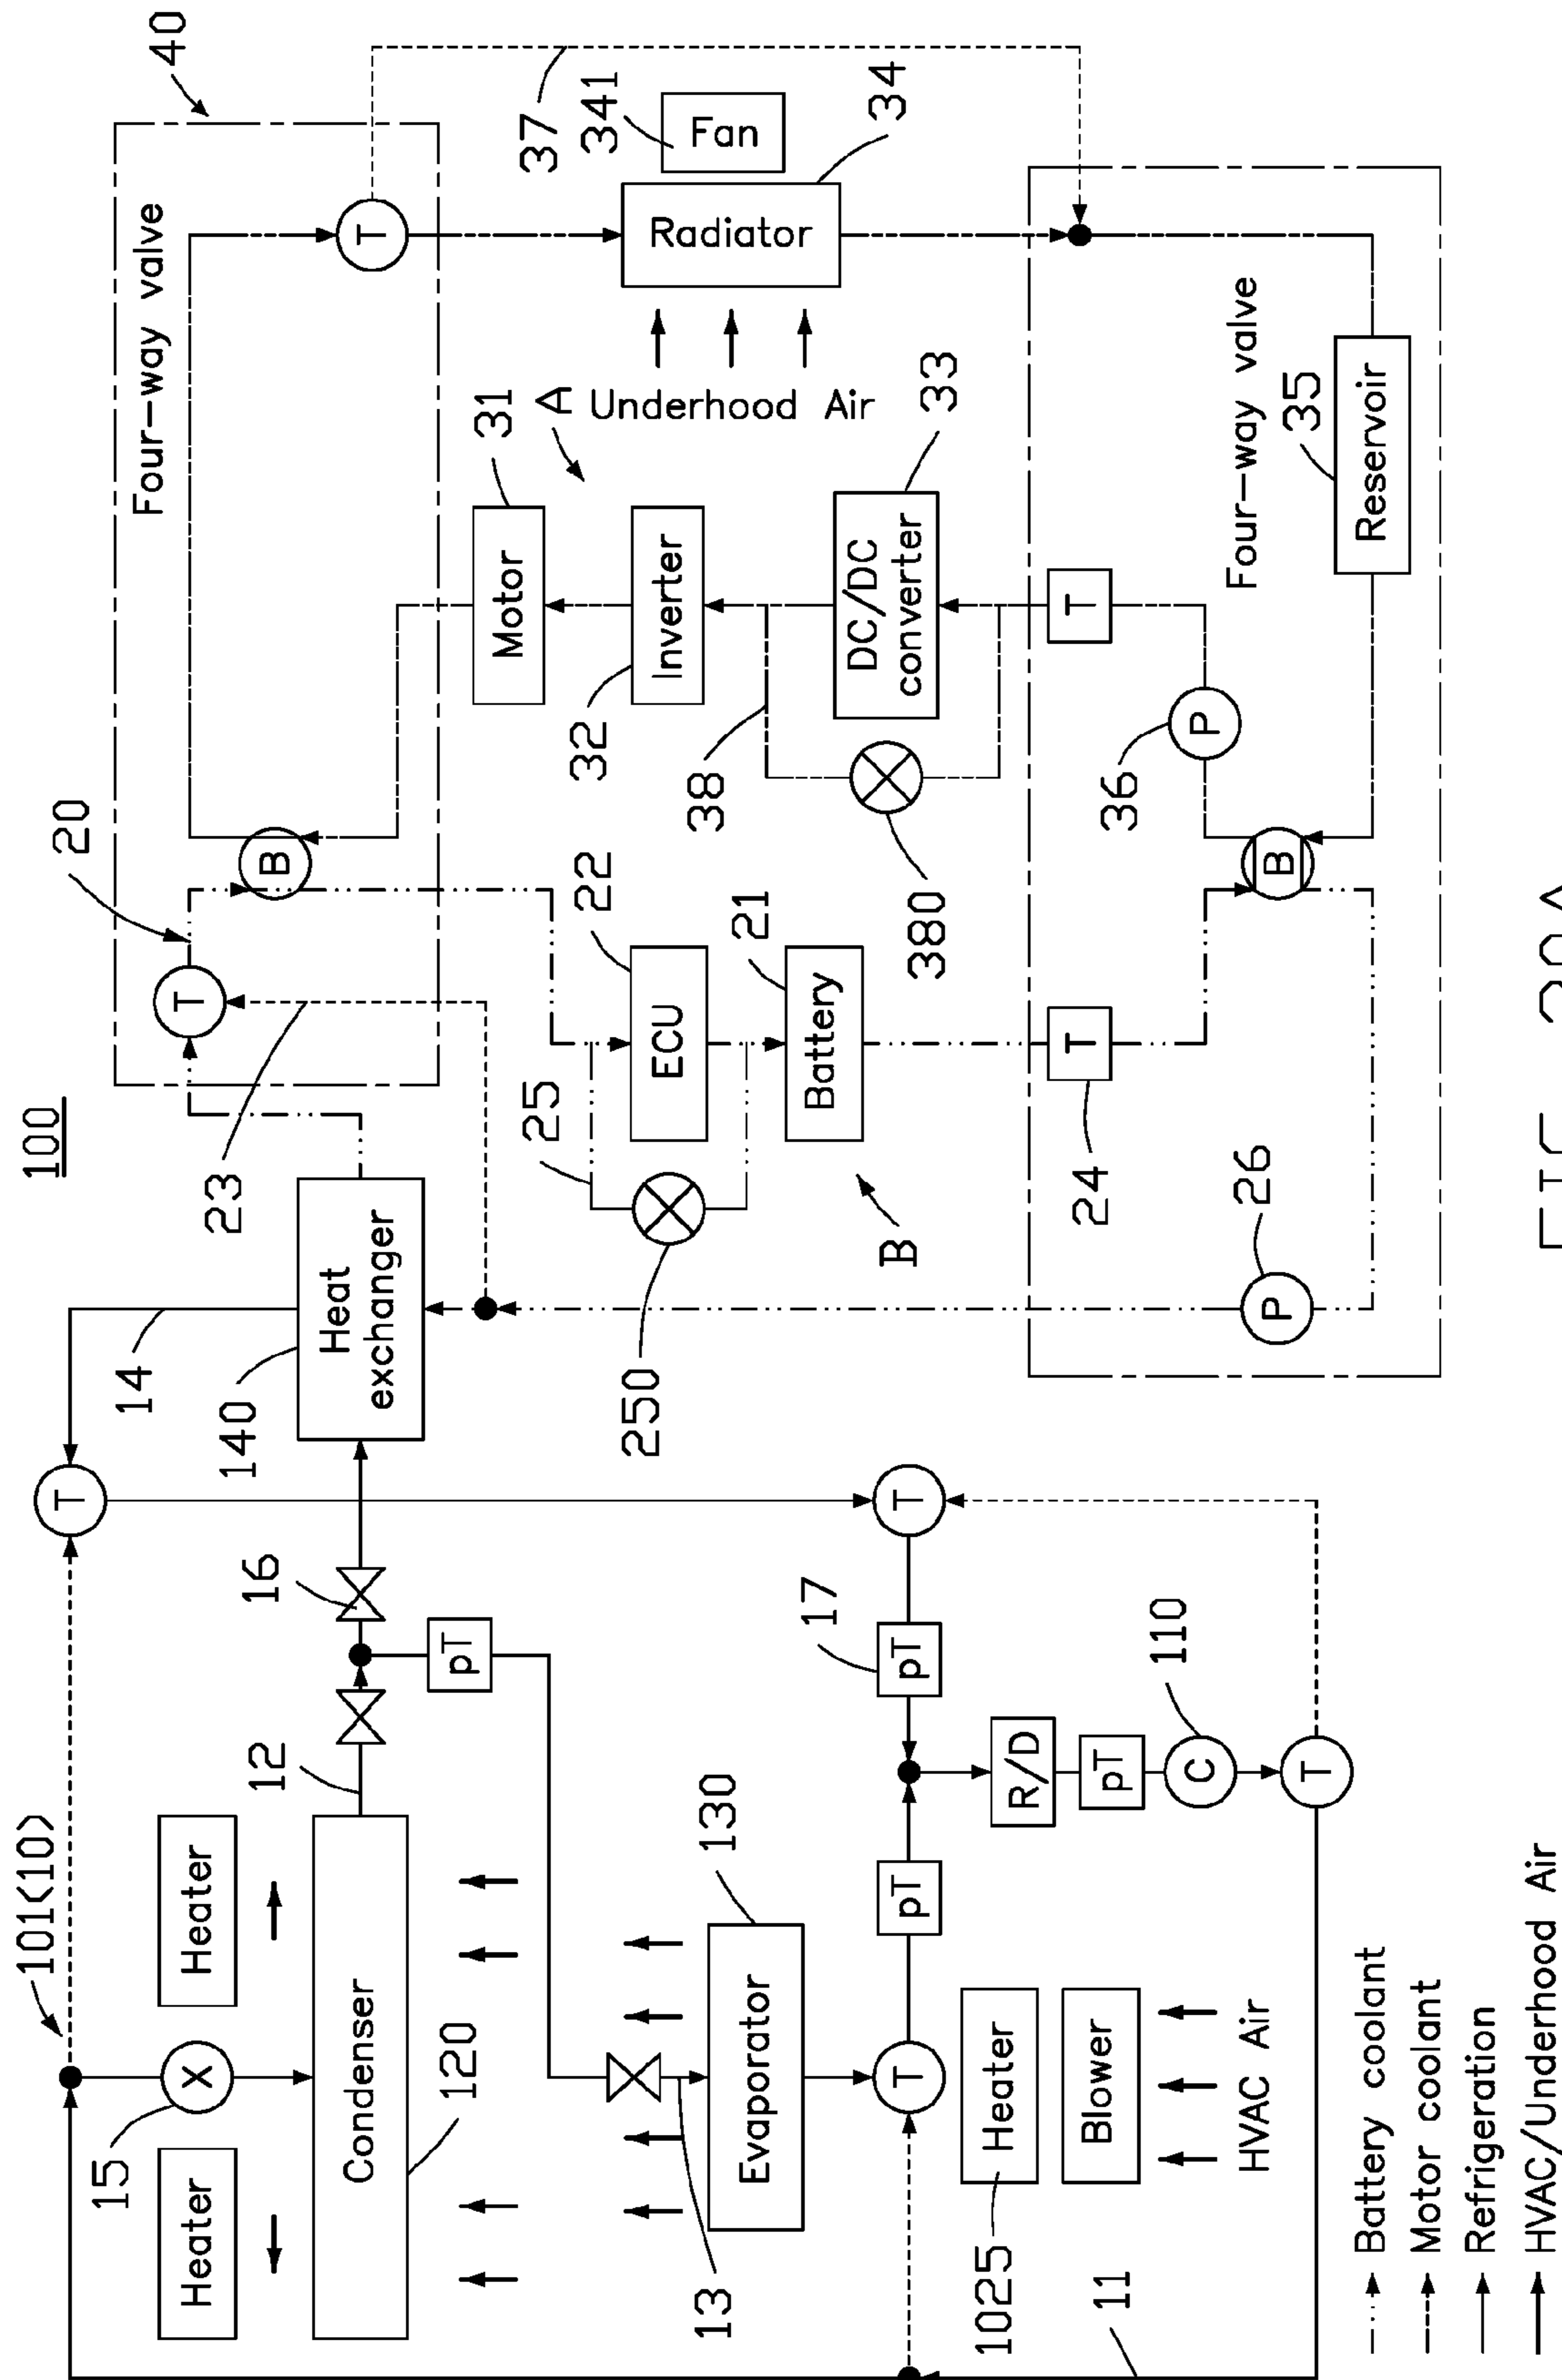 100
101(10)
Heater
Heater
15
X
Condenser
120
12
16
pT
T
14
140
Heat
exchanger
23
20
T
B
Four-way valve
T
40
37
341
Fan
Radiator
34
A
Underhood Air
31
Motor
32
Inverter
33
DC/DC
converter
38
380
22
ECU
25
250
21
Battery
B
24
T
T
26
P
36
P
B
Four-way valve
35
Reservoir
13
Evaporator
130
T
pT
17
pT
T
R/D
pT
110
C
T
1025
Heater
Blower
HVAC Air
11
Battery coolant
Motor coolant
Refrigeration
HVAC/Underhood Air